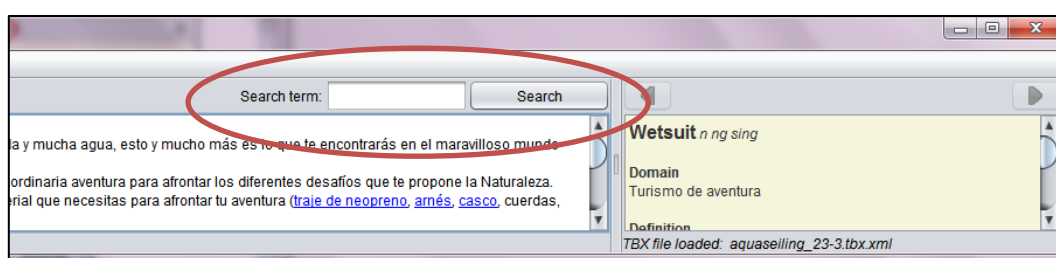 Search term: Search
la y mucha agua, esto y mucho más es lo que te encontrarás en el maravilloso mundo
ordinaria aventura para afrontar los diferentes desafíos que te propone la Naturaleza.
rial que necesitas para afrontar tu aventura (traje de neopreno, arnés, casco, cuerdas,
Wetsuit n ng sing
Domain
Turismo de aventura
Definition
TBX file loaded: aquaseiling_23-3.tbx.xml